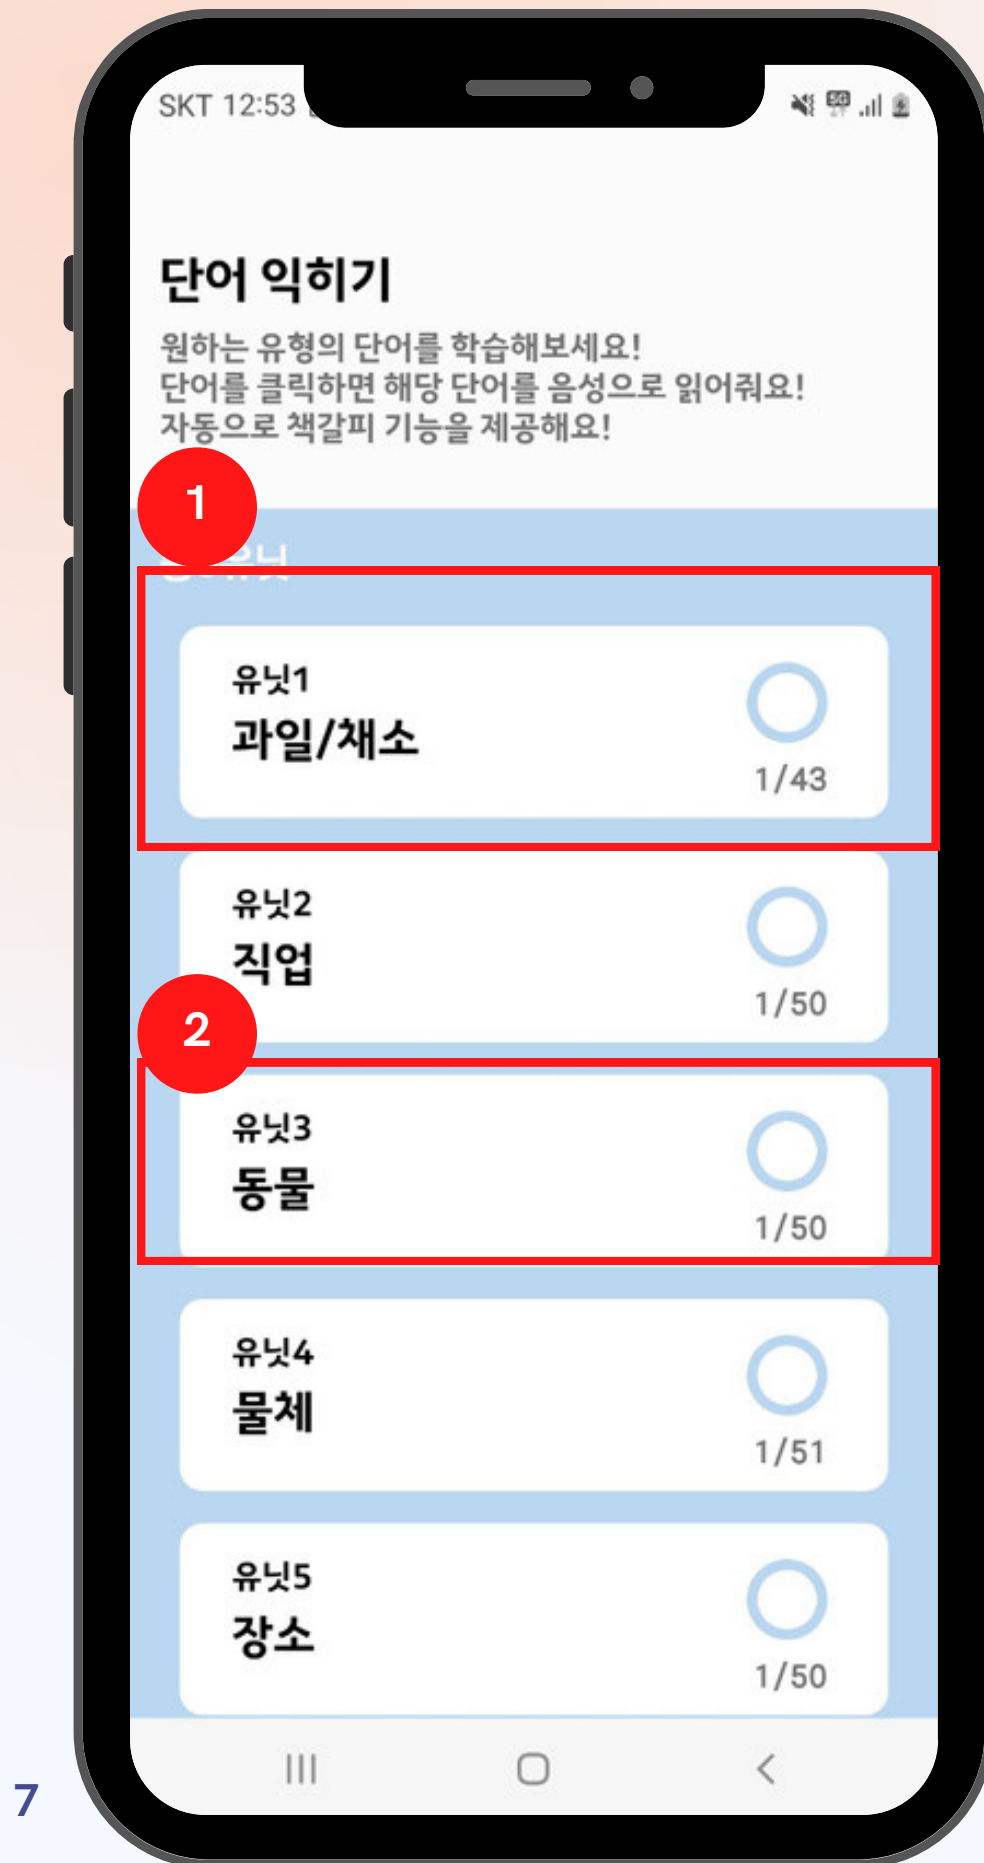 SKT 12:53
단어 익히기
원하는 유형의 단어를 학습해보세요!
단어를 클릭하면 해당 단어를 음성으로 읽어줘요!
자동으로 책갈피 기능을 제공해요!
1
유닛1
과일/채소
1/43
유닛2
직업
1/50
2
유닛3
동물
1/50
유닛4
물체
1/51
유닛5
장소
1/50
7